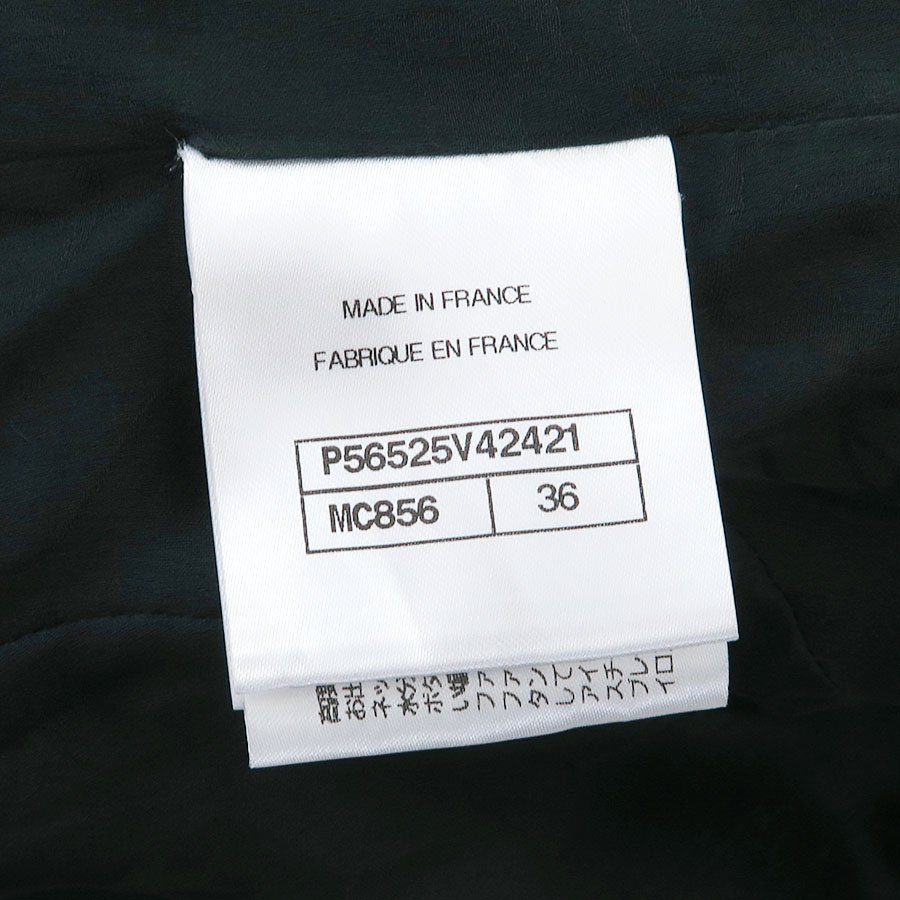 MADE IN FRANCE
FABRIQUE EN FRANCE
P56525V42421
MC856 36